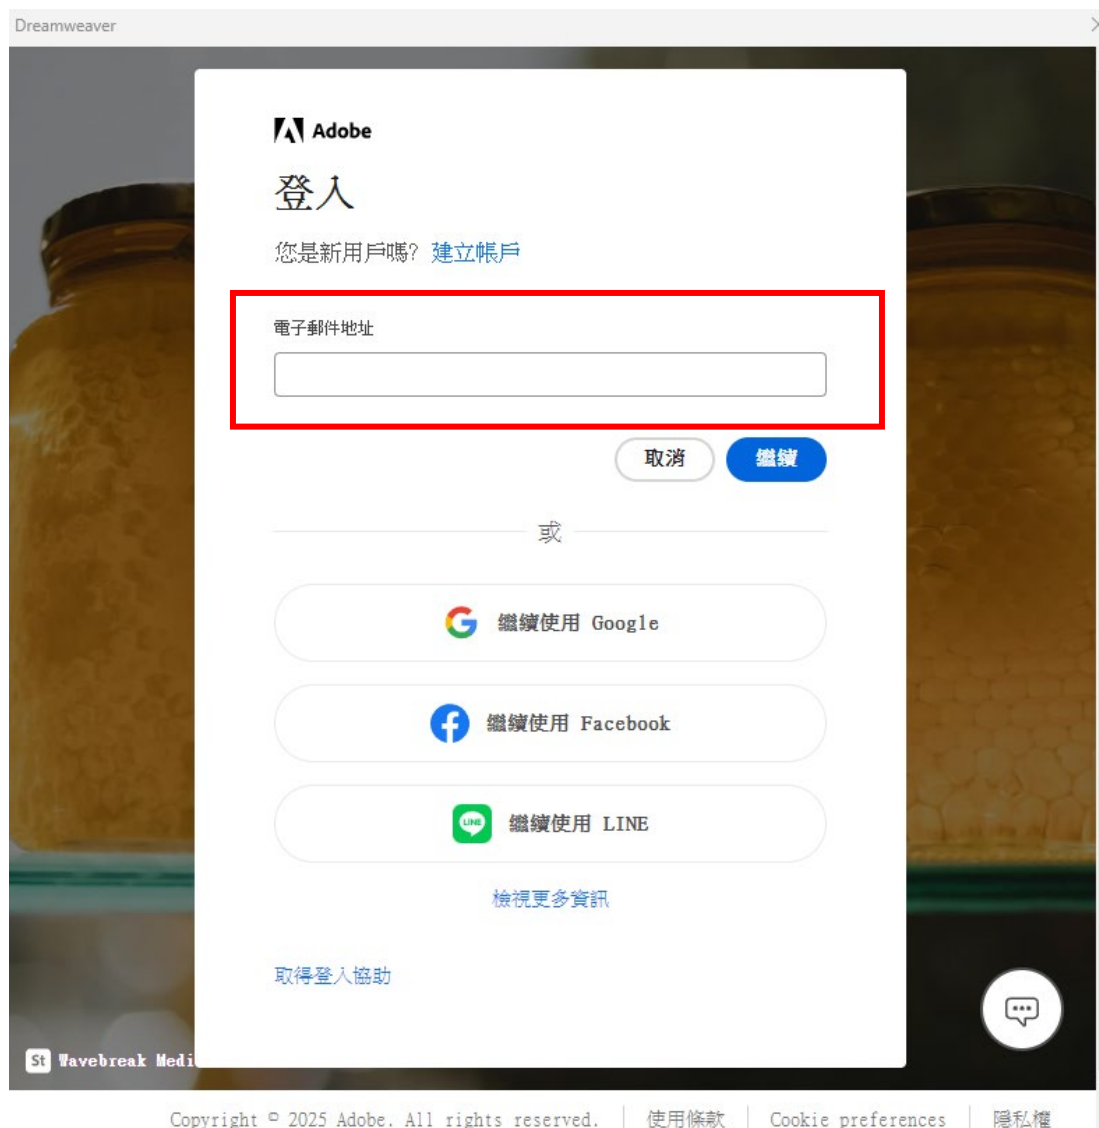 Dreamweaver
Adobe
登入
您是新用戶嗎? 建立帳戶
電子郵件地址
取消 繼續
或
繼續使用 Google
繼續使用 Facebook
LINE 繼續使用 LINE
檢視更多資訊
取得登入協助
St Wavebreak Medi
Copyright © 2025 Adobe. All rights reserved. 使用條款 Cookie preferences 隱私權